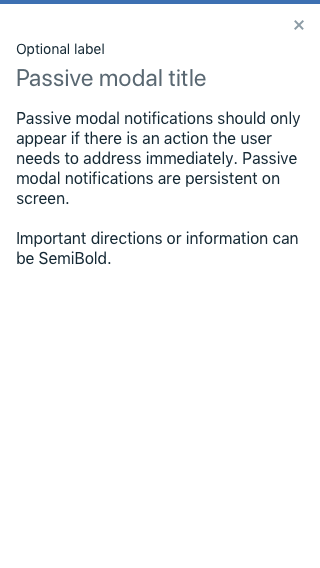 Optional label
Passive modal title
Passive modal notifications should only
appear if there is an action the user
needs to address immediately. Passive
modal notifications are persistent on
screen.
Important directions or information can
be SemiBold.